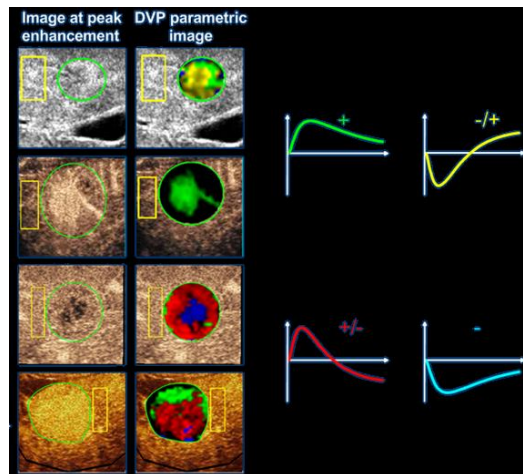 Image at peak
enhancement
DVP parametric
image
+
-/+
+/-
-